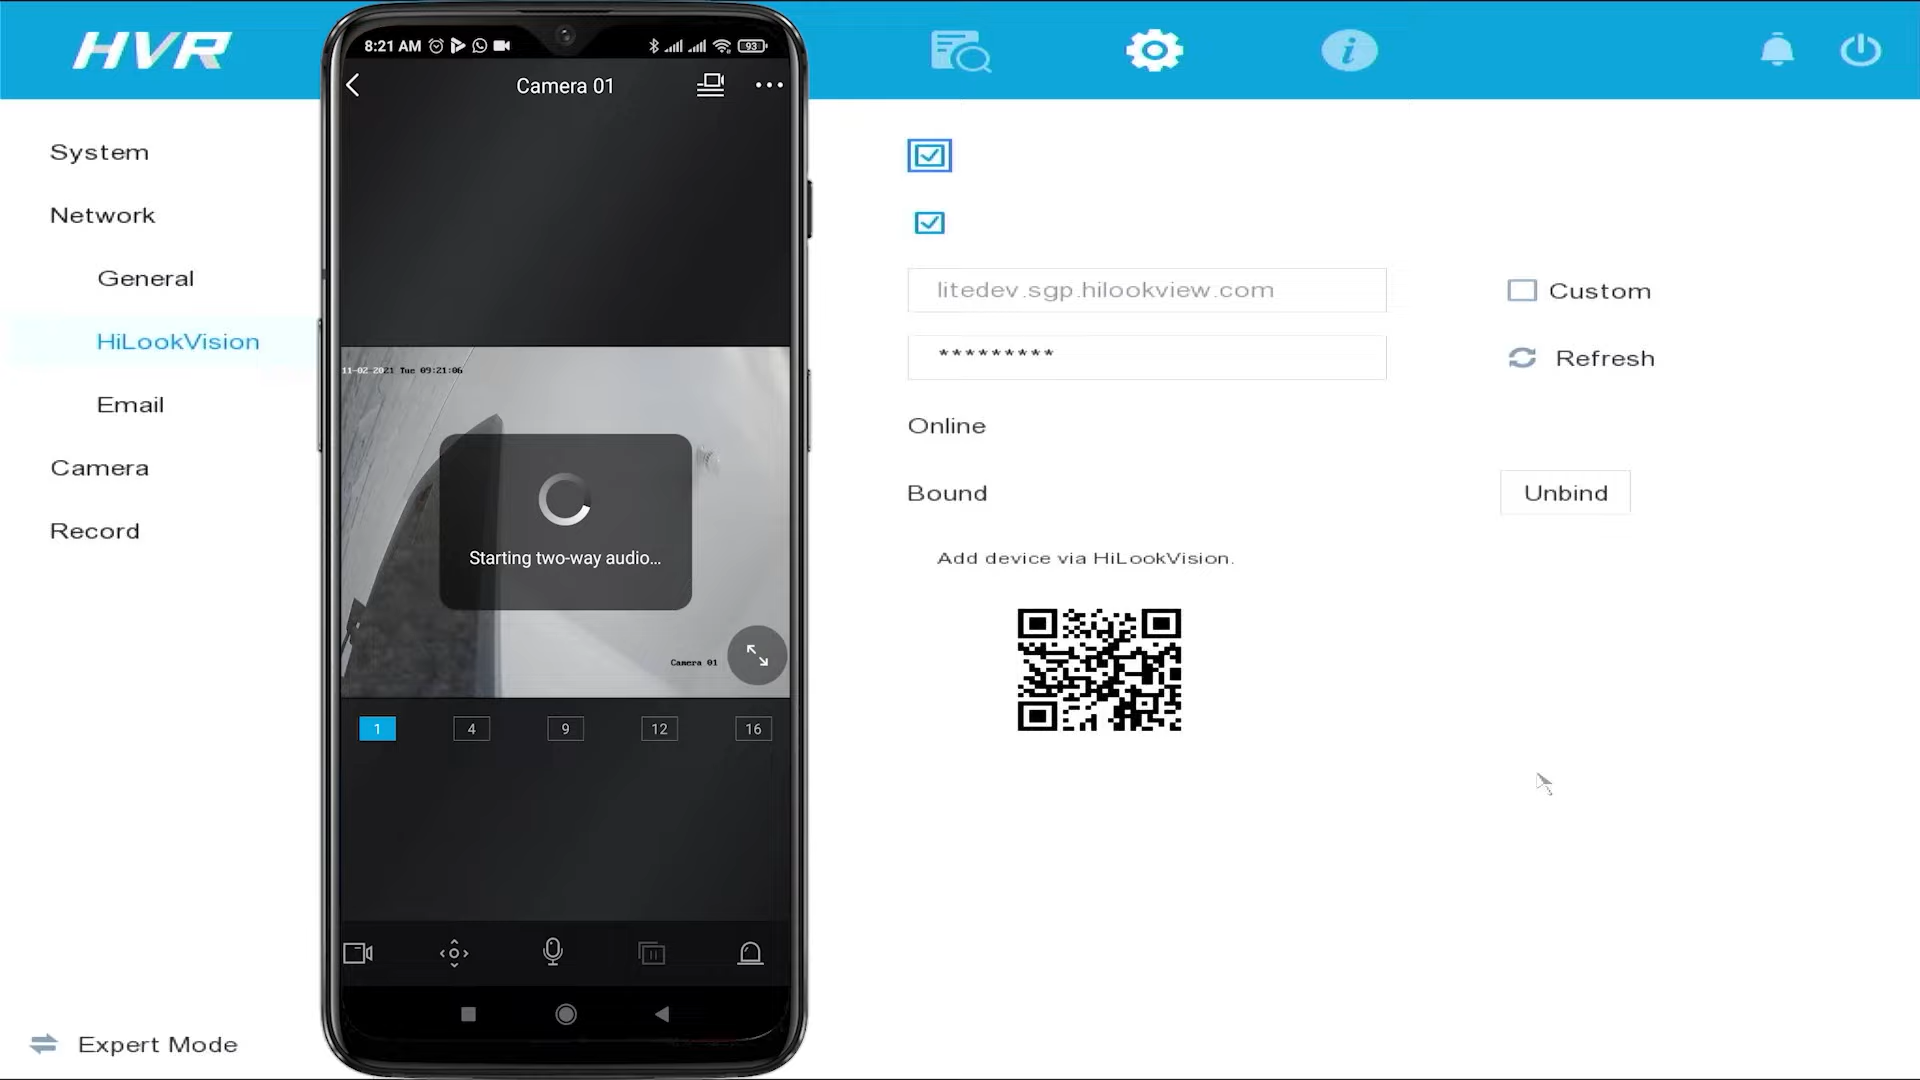 HVR
System
Network
General
HiLookVision
Email
Camera
Record
Expert Mode
8:21 AM
93
Camera 01
11-02-2021 Tue 09:21:06
Starting two-way audio...
Camera 01
1 4 9 12 16
litedev.sgp.hilookview.com
Custom
*********
Refresh
Online
Bound
Unbind
Add device via HiLookVision.